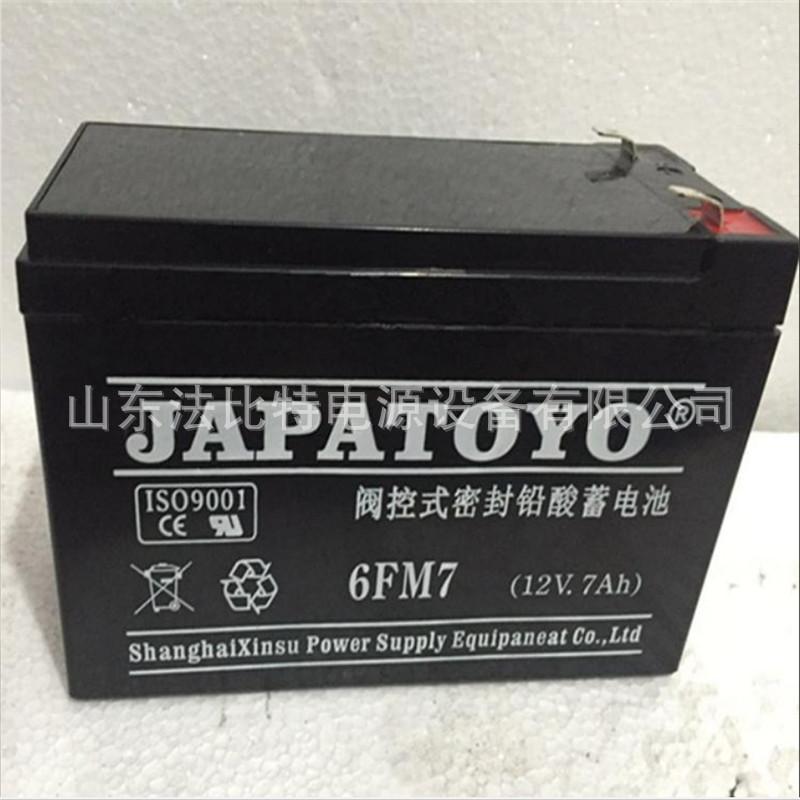 山东法比特电源设备有限公司
JAPATOYO®
ISO9001
CE
阀控式密封铅酸蓄电池
6FM7 (12V.7Ah)
ShanghaiXinsu Power Supply Equipaneat Co.,Ltd